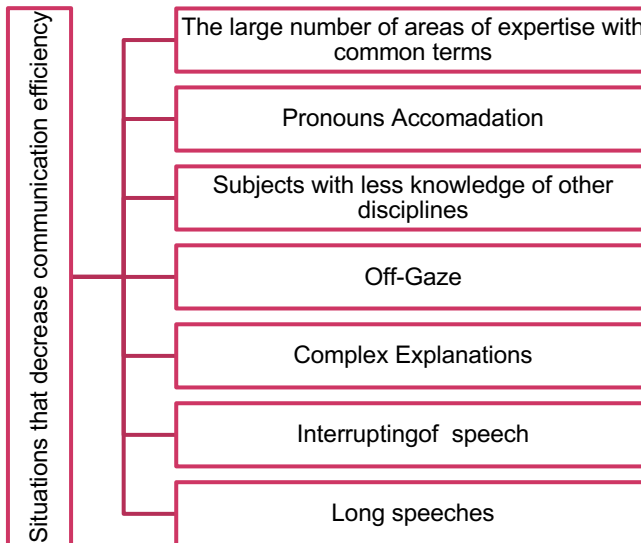 Situations that decrease communication efficiency
The large number of areas of expertise with
common terms
Pronouns Accomadation
Subjects with less knowledge of other
disciplines
Off-Gaze
Complex Explanations
Interruptingof speech
Long speeches